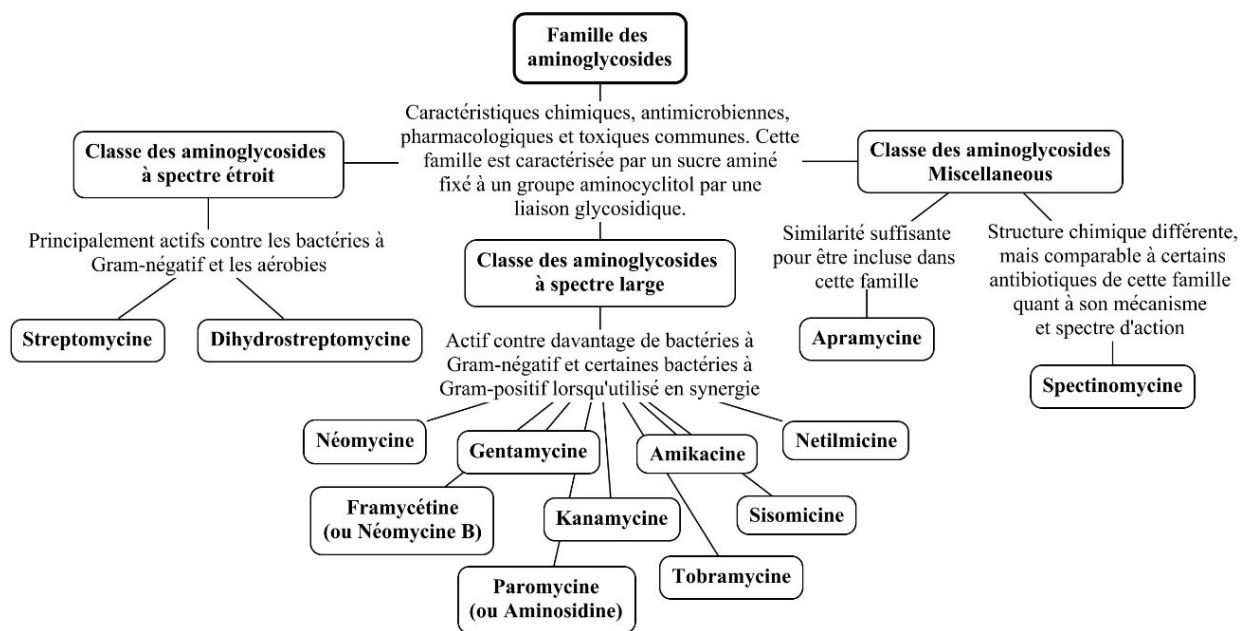 Famille des
aminoglycosides
Caractéristiques chimiques, antimicrobiennes,
pharmacologiques et toxiques communes. Cette
famille est caractérisée par un sucre aminé
fixé à un groupe aminocyclitol par une
liaison glycosidique.
Classe des aminoglycosides
à spectre étroit
Principalement actifs contre les bactéries à
Gram-négatif et les aérobies
Streptomycine
Dihydrostreptomycine
Classe des aminoglycosides
à spectre large
Actif contre davantage de bactéries à
Gram-négatif et certaines bactéries à
Gram-positif lorsqu'utilisé en synergie
Néomycine
Gentamycine
Amikacine
Netilmicine
Framycétine
(ou Néomycine B)
Kanamycine
Sisomicine
Paromycine
(ou Aminosidine)
Tobramycine
Classe des aminoglycosides
Miscellaneous
Similarité suffisante
pour être incluse dans
cette famille
Apramycine
Structure chimique différente,
mais comparable à certains
antibiotiques de cette famille
quant à son mécanisme
et spectre d'action
Spectinomycine